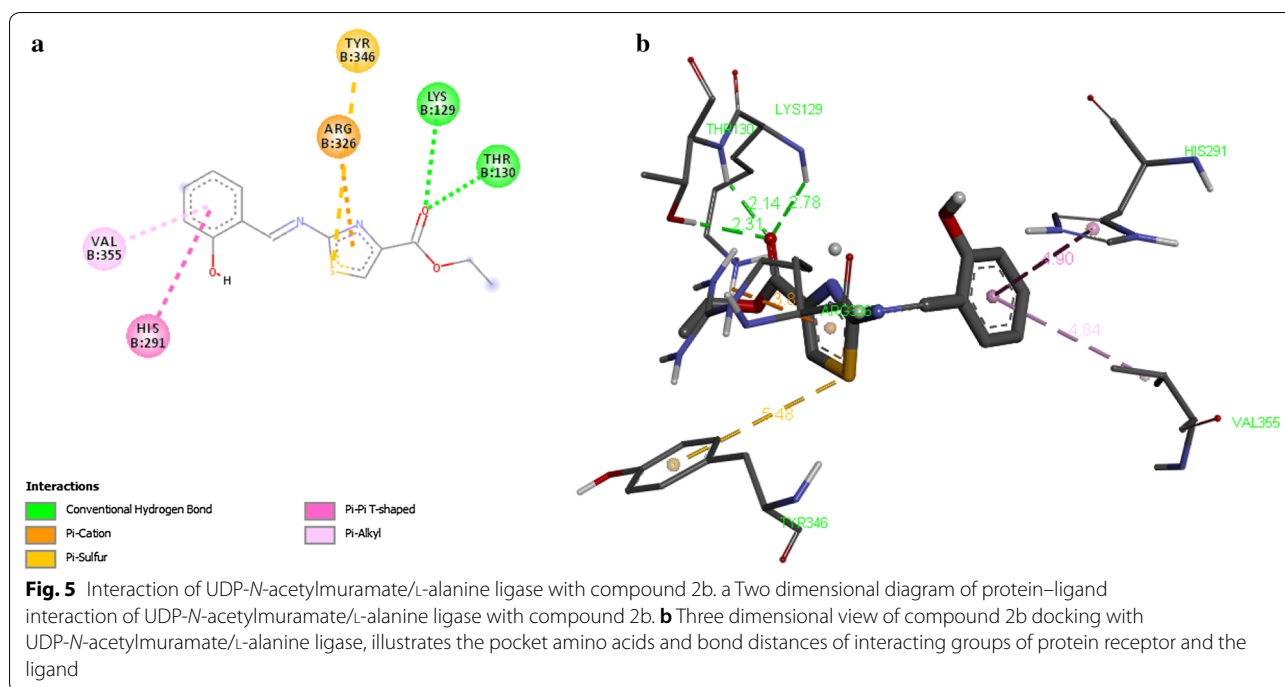 a
TYR
B:346
ARG
B:326
LYS
B:129
THR
B:130
VAL
B:355
HIS
B:291
N
N
S
O
O
O
H
Interactions
Conventional Hydrogen Bond
Pi-Cation
Pi-Sulfur
Pi-Pi T-shaped
Pi-Alkyl
b
LYS129
THR130
HIS291
2.14
2.78
2.31
4.90
4.84
5.48
VAL355
TYR346
Fig. 5 Interaction of UDP-N-acetylmuramate/L-alanine ligase with compound 2b. a Two dimensional diagram of protein–ligand
interaction of UDP-N-acetylmuramate/L-alanine ligase with compound 2b. b Three dimensional view of compound 2b docking with
UDP-N-acetylmuramate/L-alanine ligase, illustrates the pocket amino acids and bond distances of interacting groups of protein receptor and the
ligand